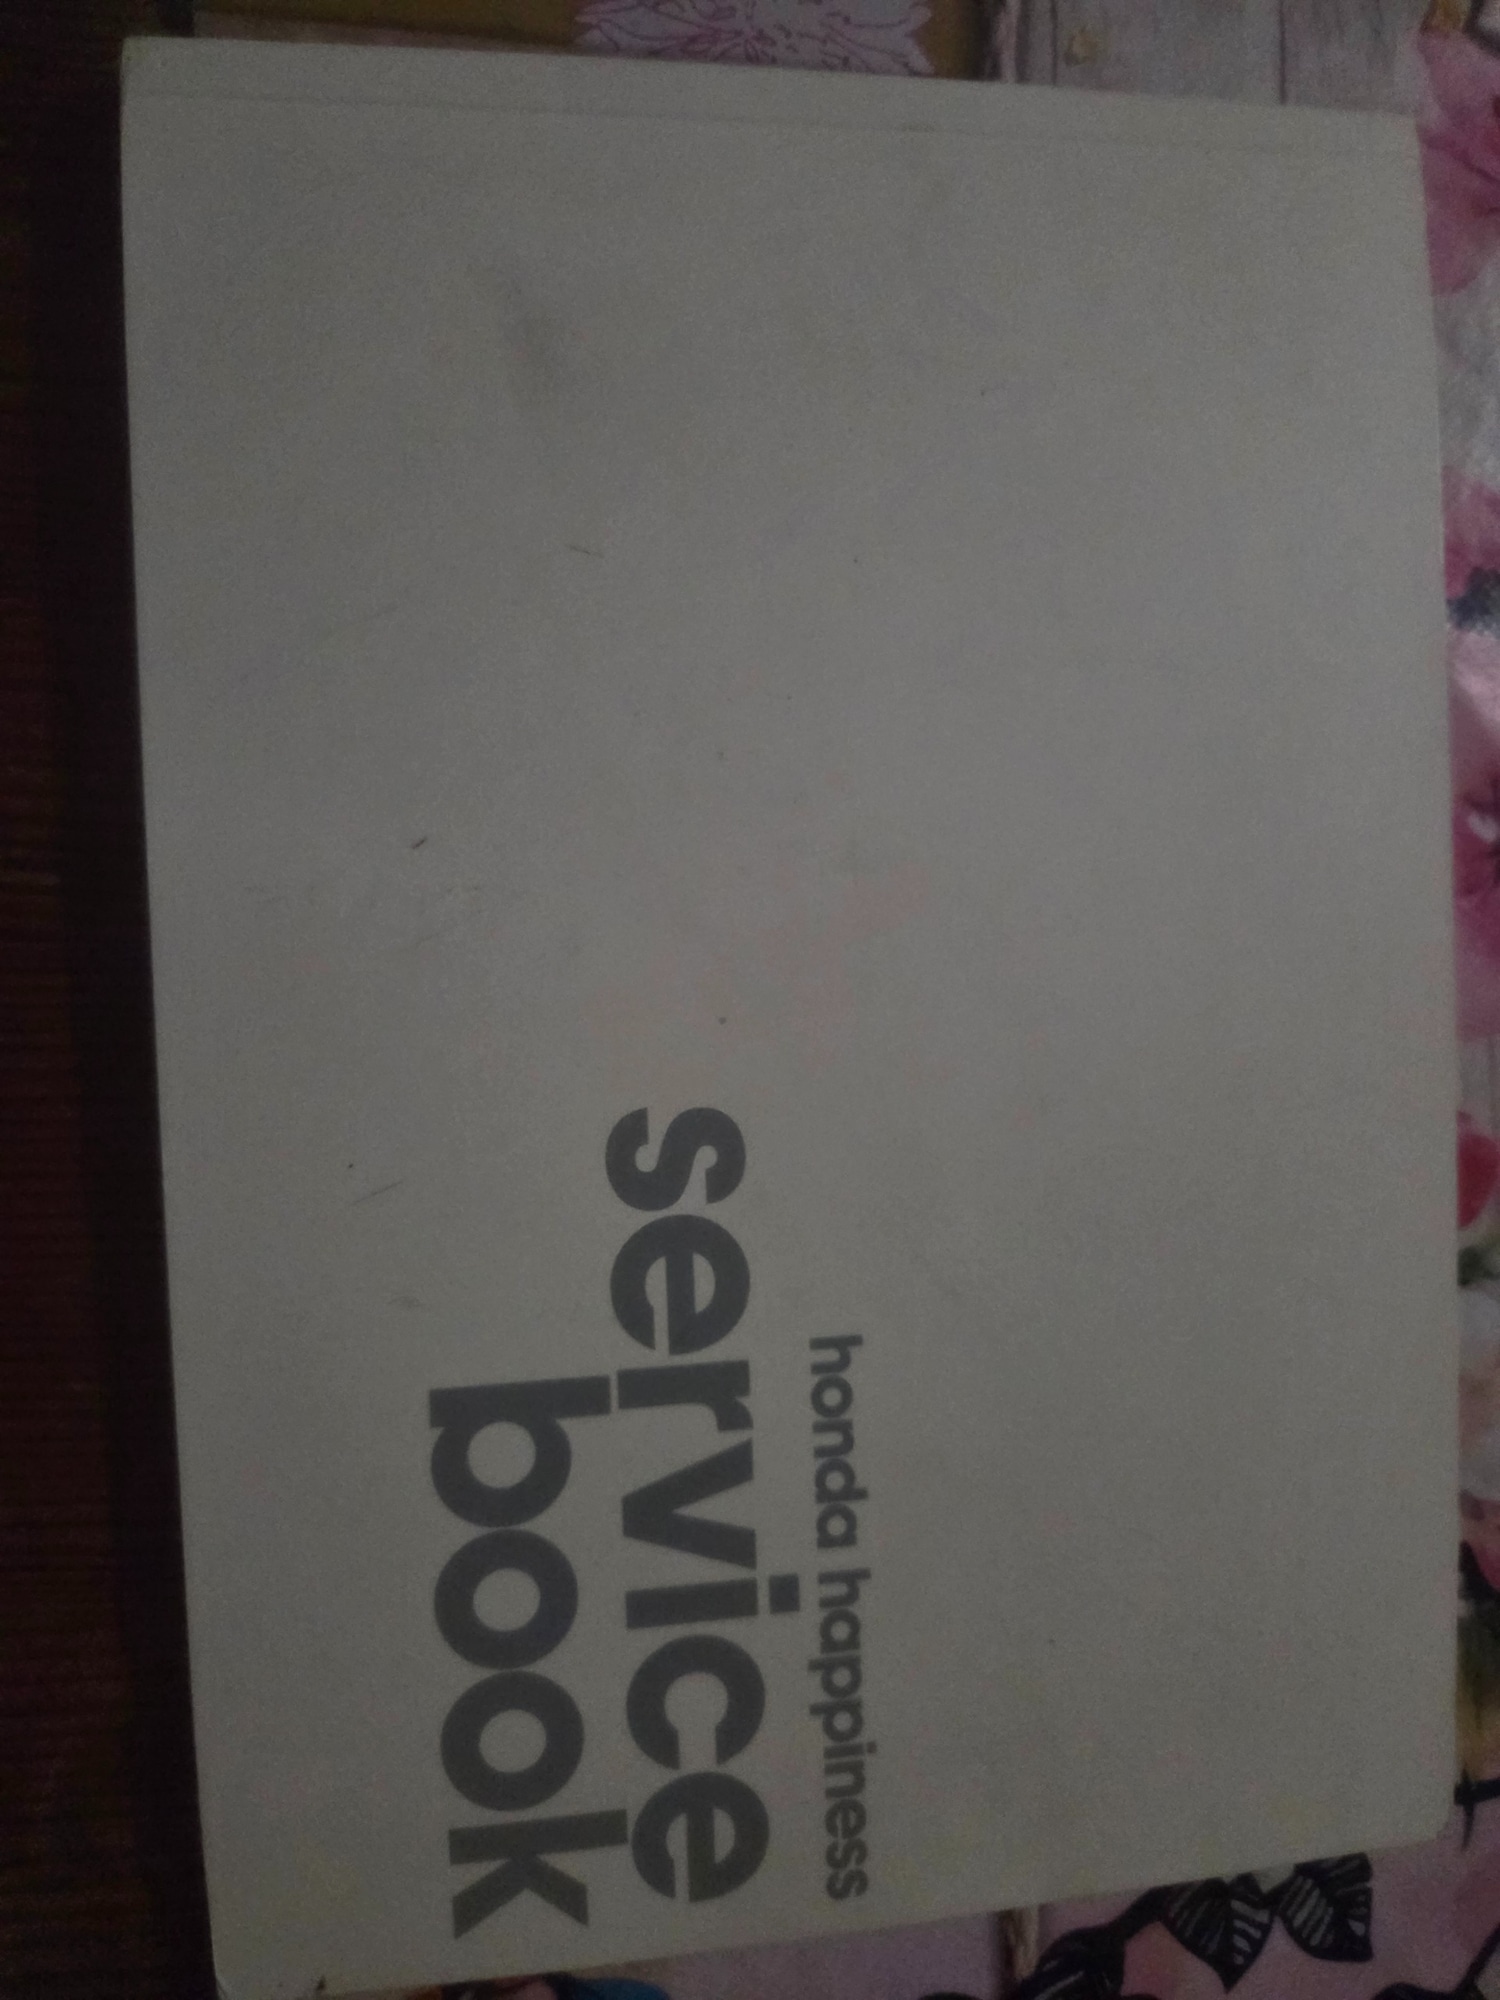 honda happiness
service
book